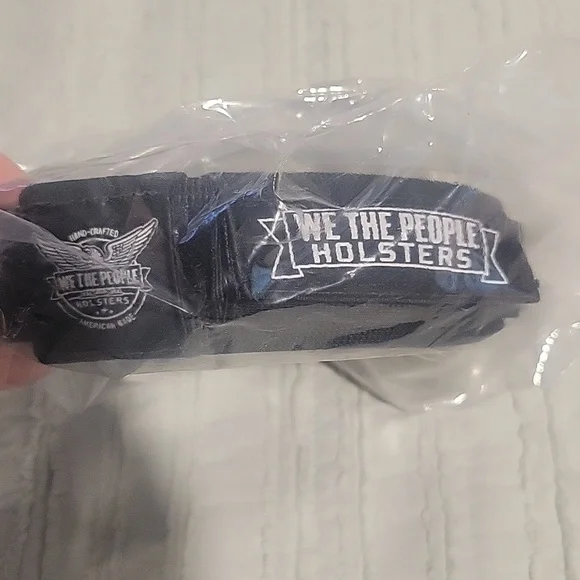 HAND-CRAFTED
WE THE PEOPLE
HOLSTERS
AMERICAN MADE
WE THE PEOPLE
HOLSTERS